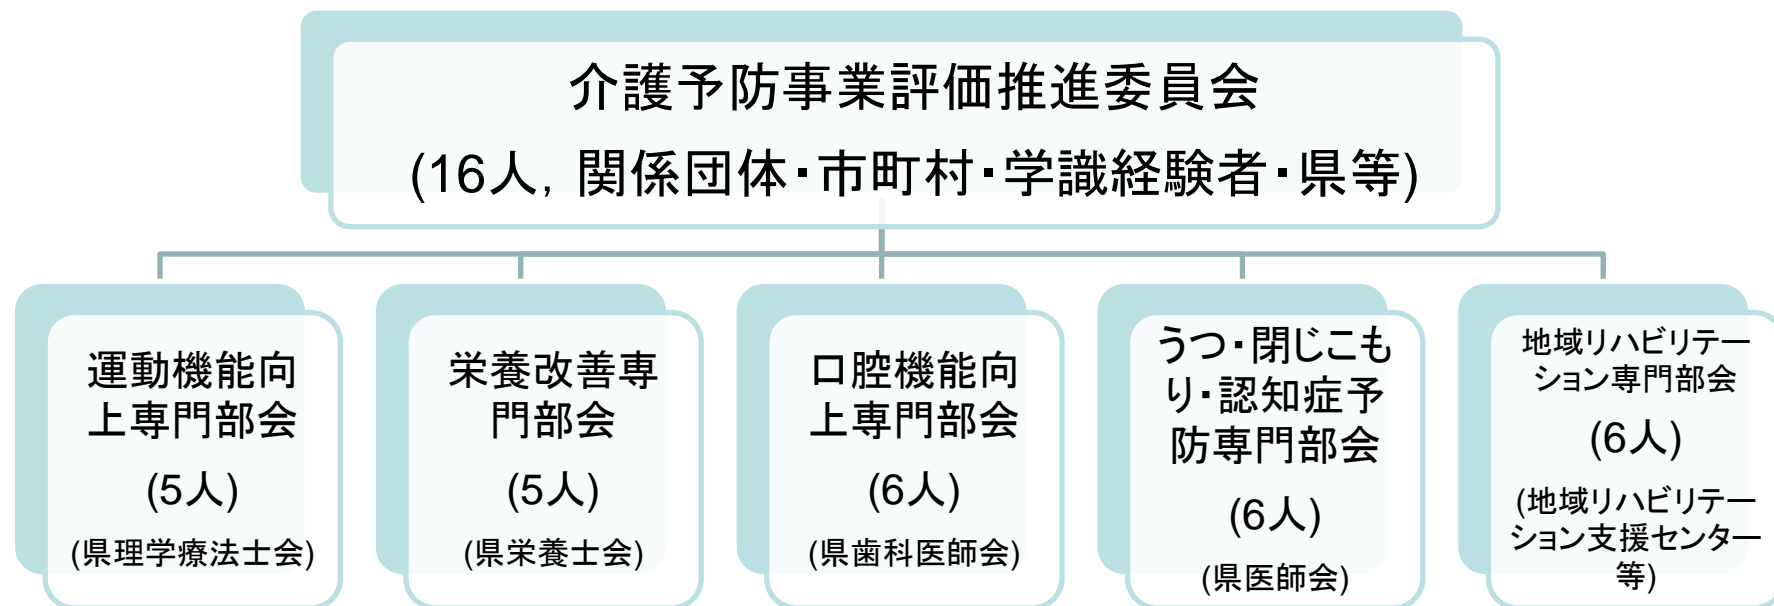 介護予防事業評価推進委員会
(16人，関係団体・市町村・学識経験者・県等)
運動機能向
上専門部会
(5人)
(県理学療法士会)
栄養改善専
門部会
(5人)
(県栄養士会)
口腔機能向
上専門部会
(6人)
(県歯科医師会)
うつ・閉じこも
り・認知症予
防専門部会
(6人)
(県医師会)
地域リハビリテー
ション専門部会
(6人)
(地域リハビリテー
ション支援センター
等)